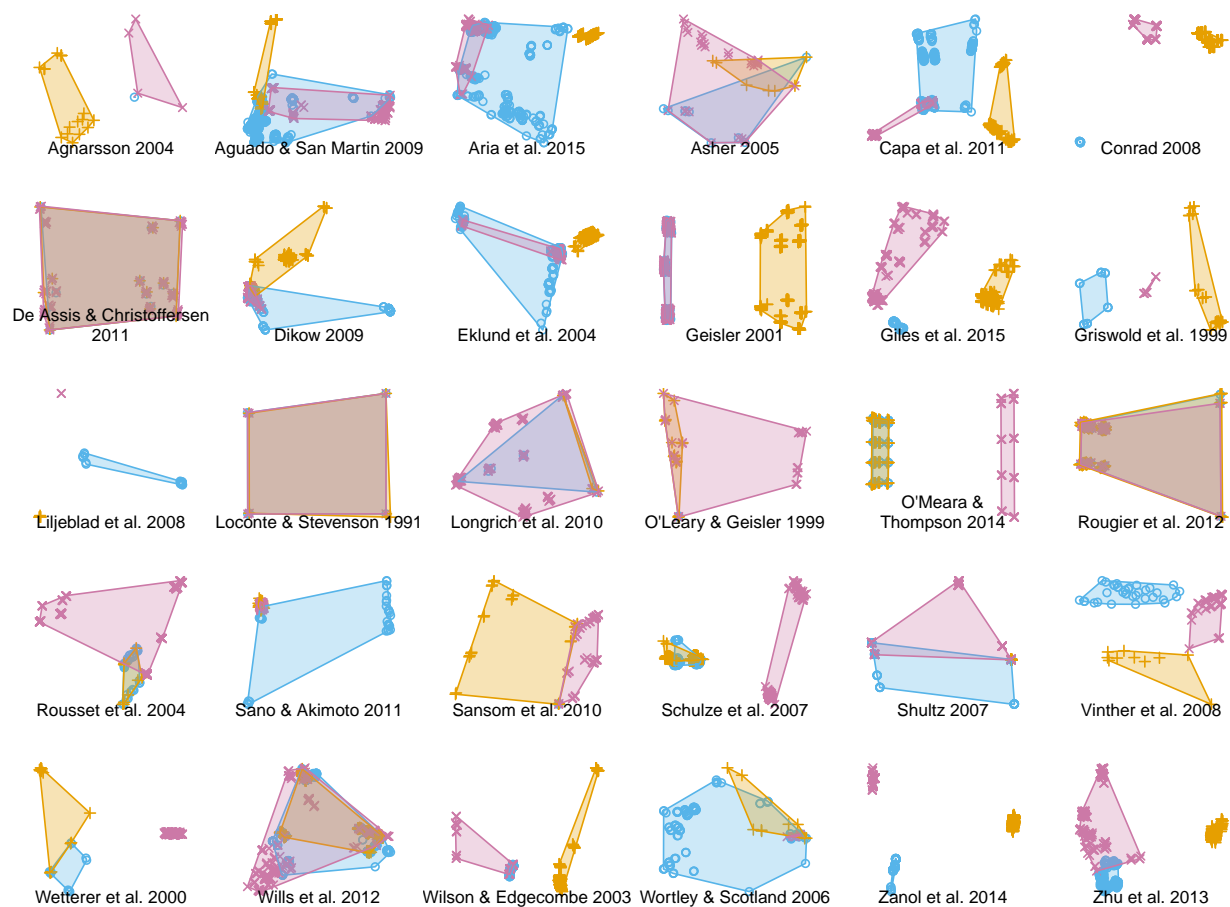 Agnarsson 2004
Aguado & San Martin 2009
Aria et al. 2015
Asher 2005
Capa et al. 2011
Conrad 2008
De Assis & Christoffersen
2011
Dikow 2009
Eklund et al. 2004
Geisler 2001
Giles et al. 2015
Griswold et al. 1999
Liljeblad et al. 2008
Loconte & Stevenson 1991
Longrich et al. 2010
O'Leary & Geisler 1999
O'Meara &
Thompson 2014
Rougier et al. 2012
Rousset et al. 2004
Sano & Akimoto 2011
Sansom et al. 2010
Schulze et al. 2007
Shultz 2007
Vinther et al. 2008
Wetterer et al. 2000
Wills et al. 2012
Wilson & Edgecombe 2003
Wortley & Scotland 2006
Zanol et al. 2014
Zhu et al. 2013